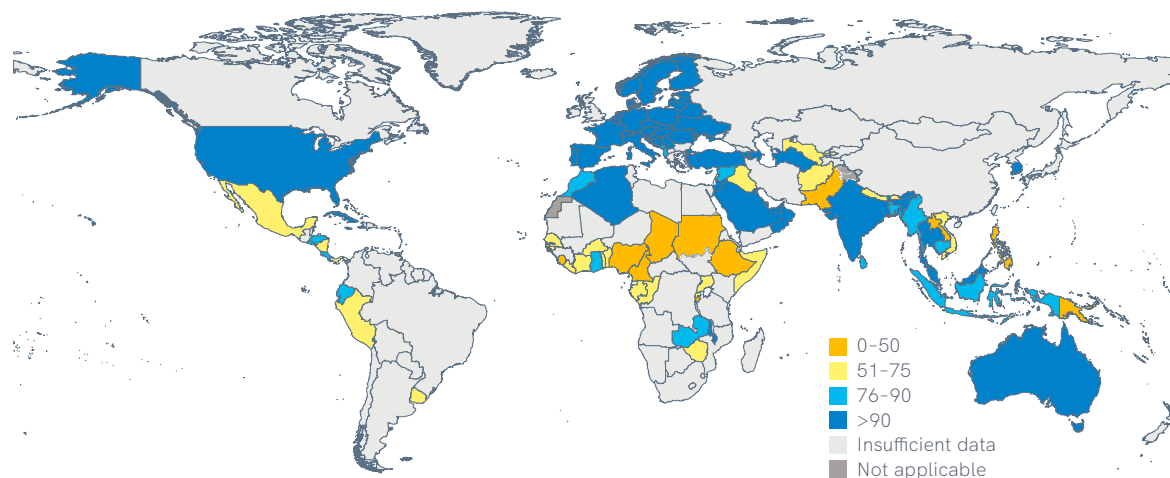 0–50
51–75
76–90
>90
Insufficient data
Not applicable